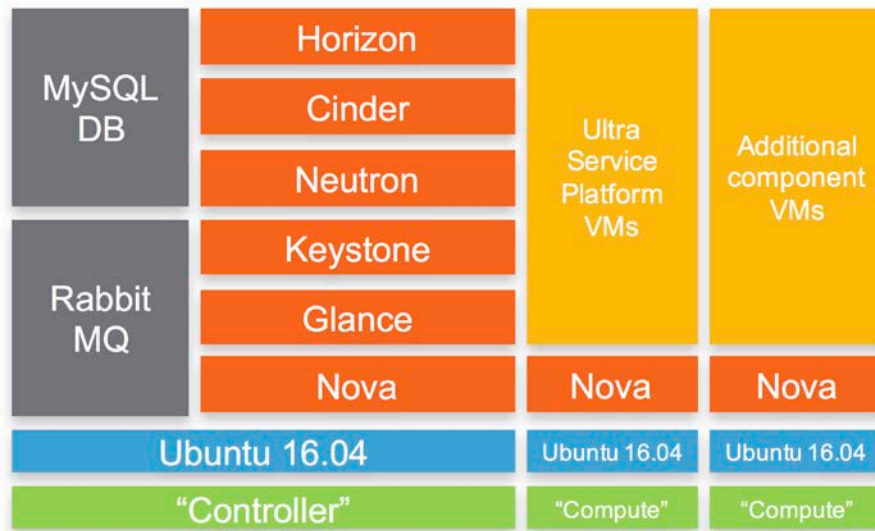 MySQL
DB
Rabbit
MQ
Horizon
Cinder
Neutron
Keystone
Glance
Nova
Ultra
Service
Platform
VMs
Nova
Additional
component
VMs
Nova
Ubuntu 16.04
Ubuntu 16.04
Ubuntu 16.04
“Controller”
“Compute”
“Compute”